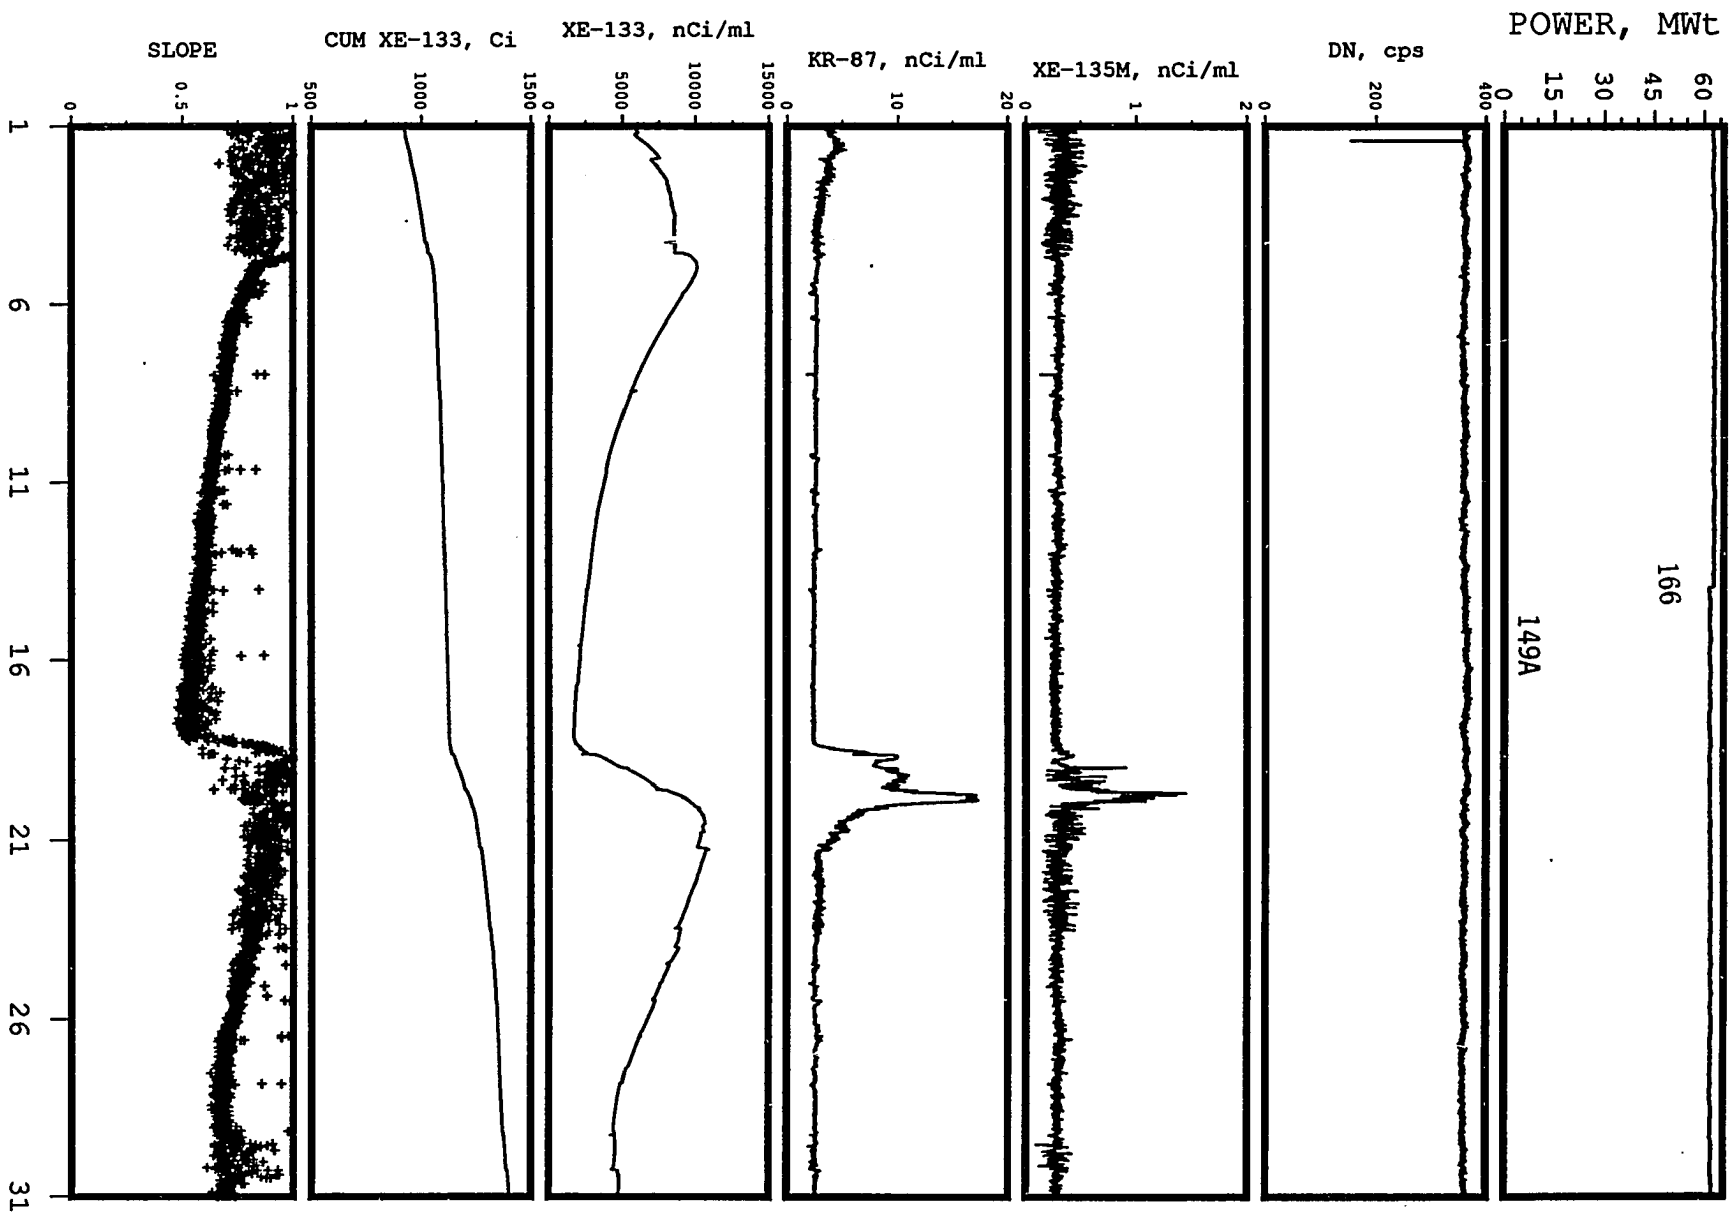 POWER, MWt
0 15 30 45 60
166
149A
DN, cps
0 200 400
XE-135M, nCi/ml
0 1 2
KR-87, nCi/ml
0 10 20
XE-133, nCi/ml
0 5000 10000 15000
CUM XE-133, Ci
500 1000 1500
SLOPE
0 0.5 1
1 6 11 16 21 26 31